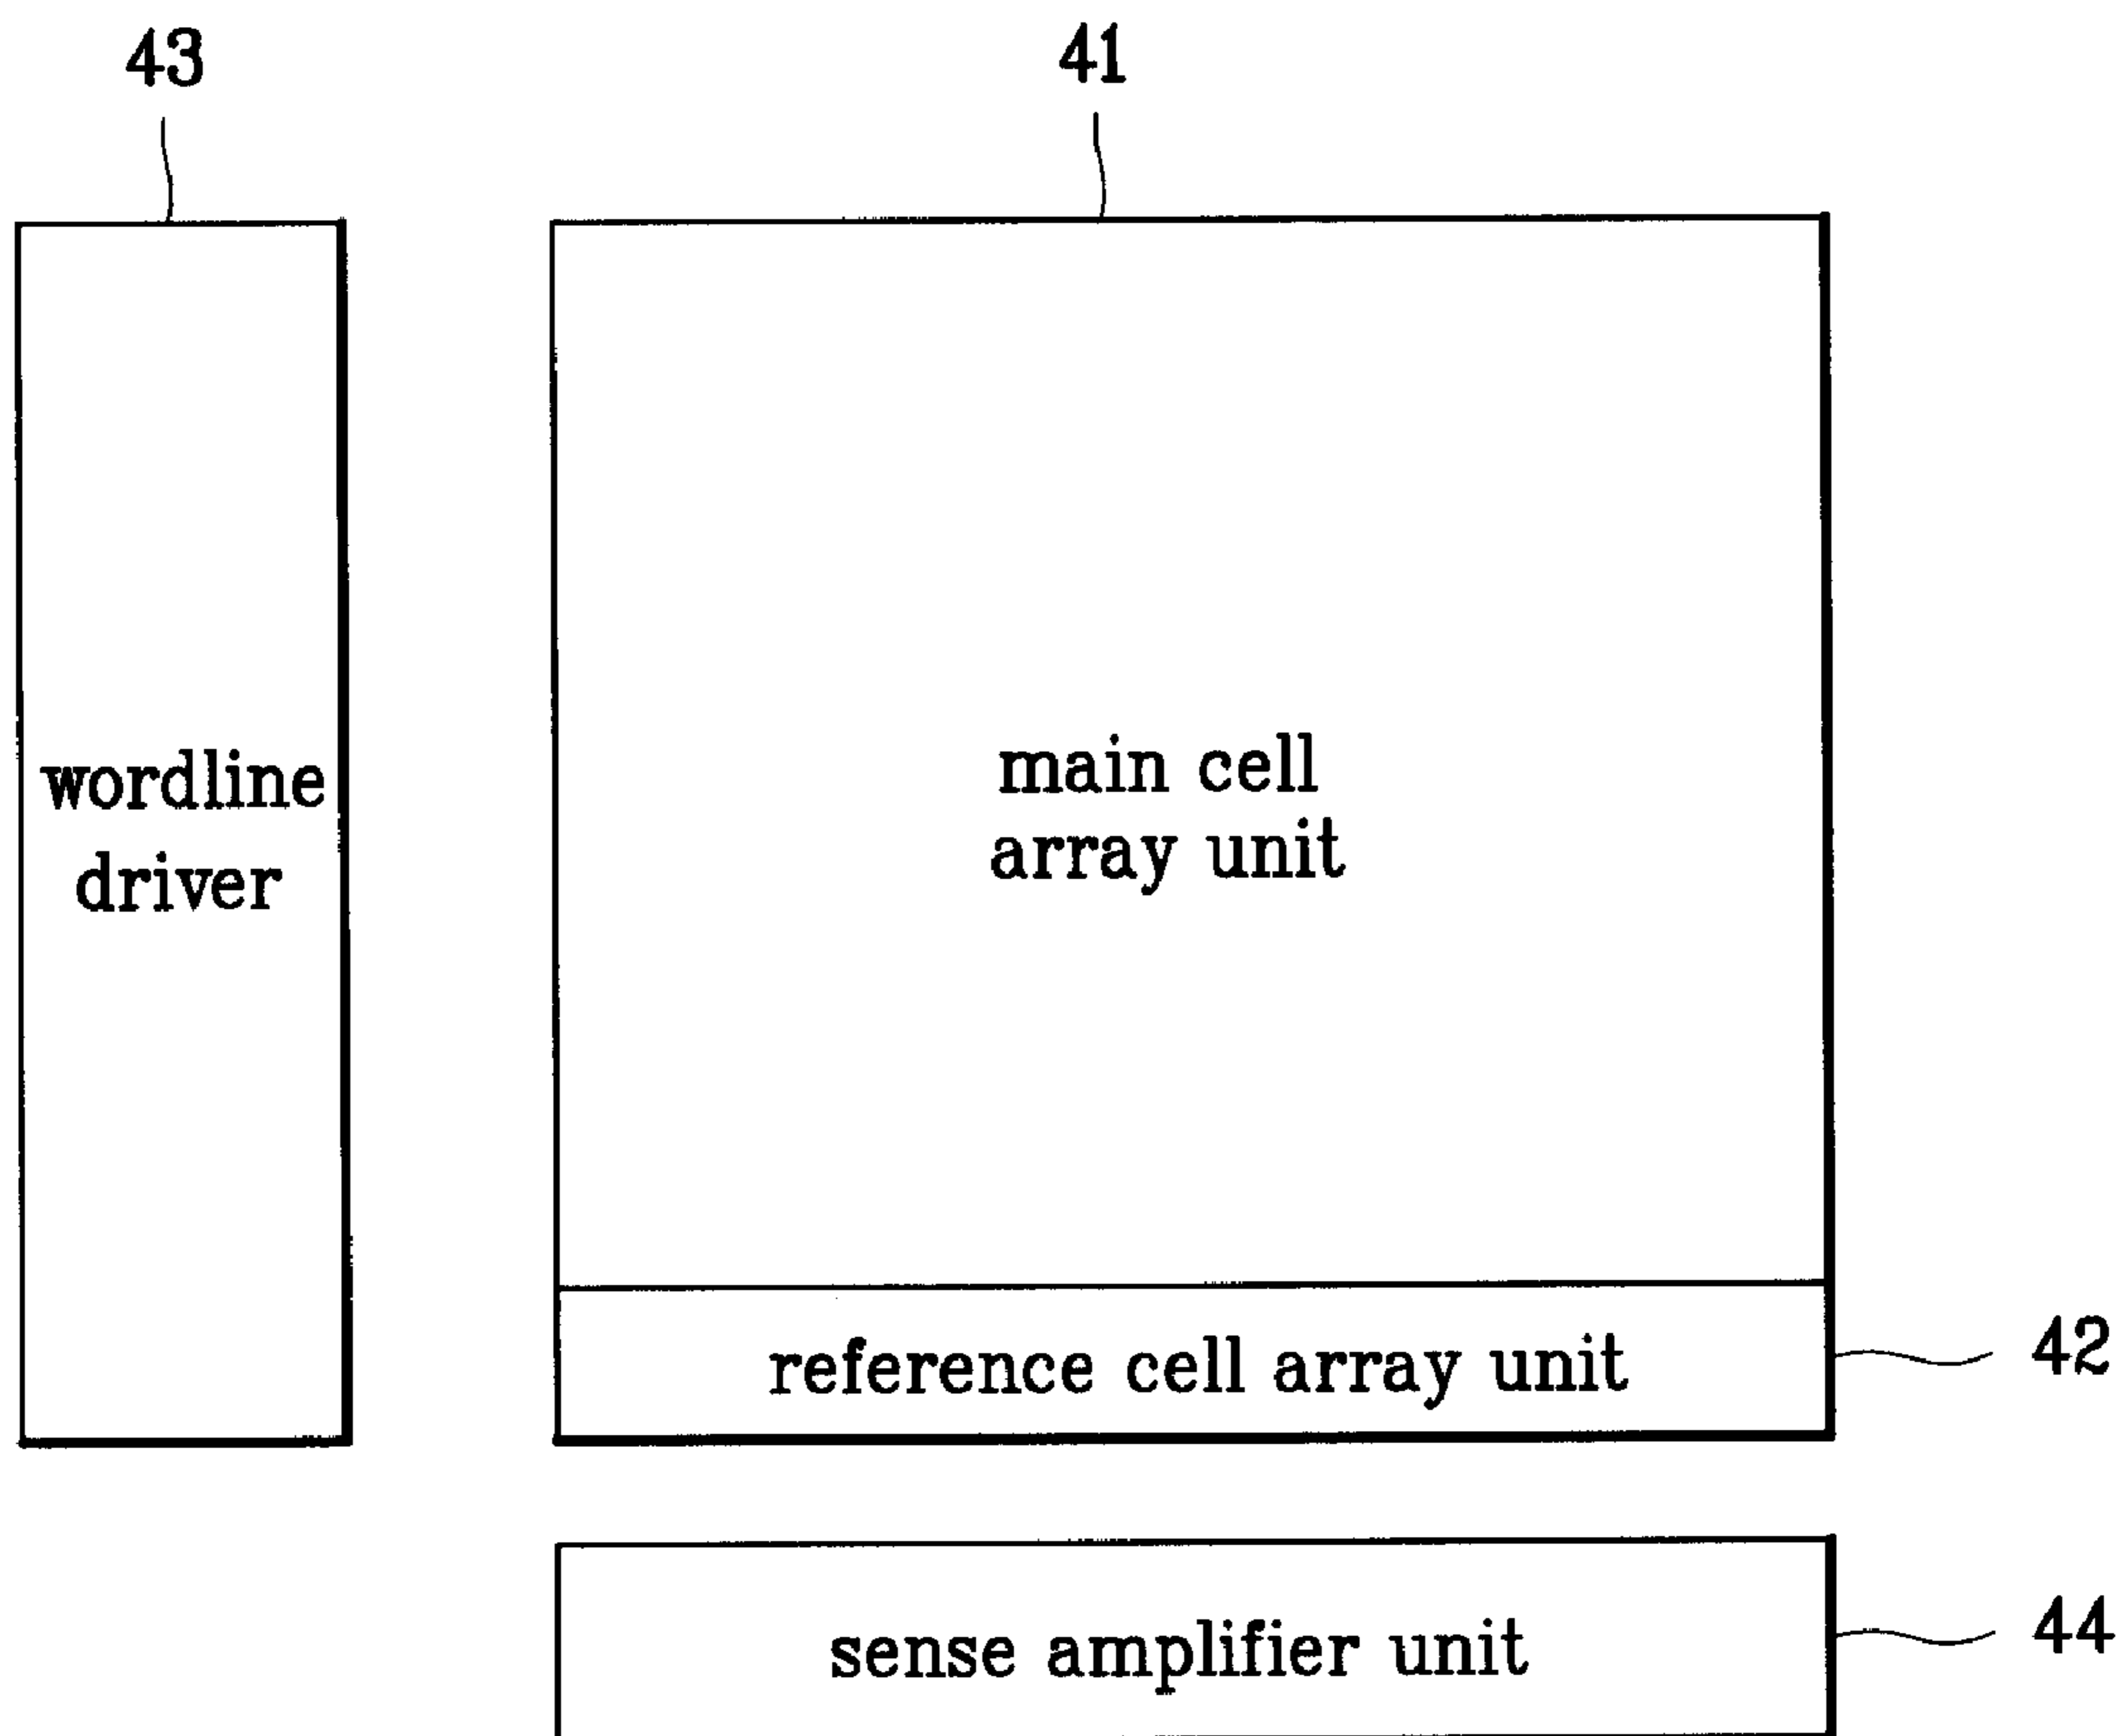 43
41
wordline
driver
main cell
array unit
reference cell array unit
42
sense amplifier unit
44